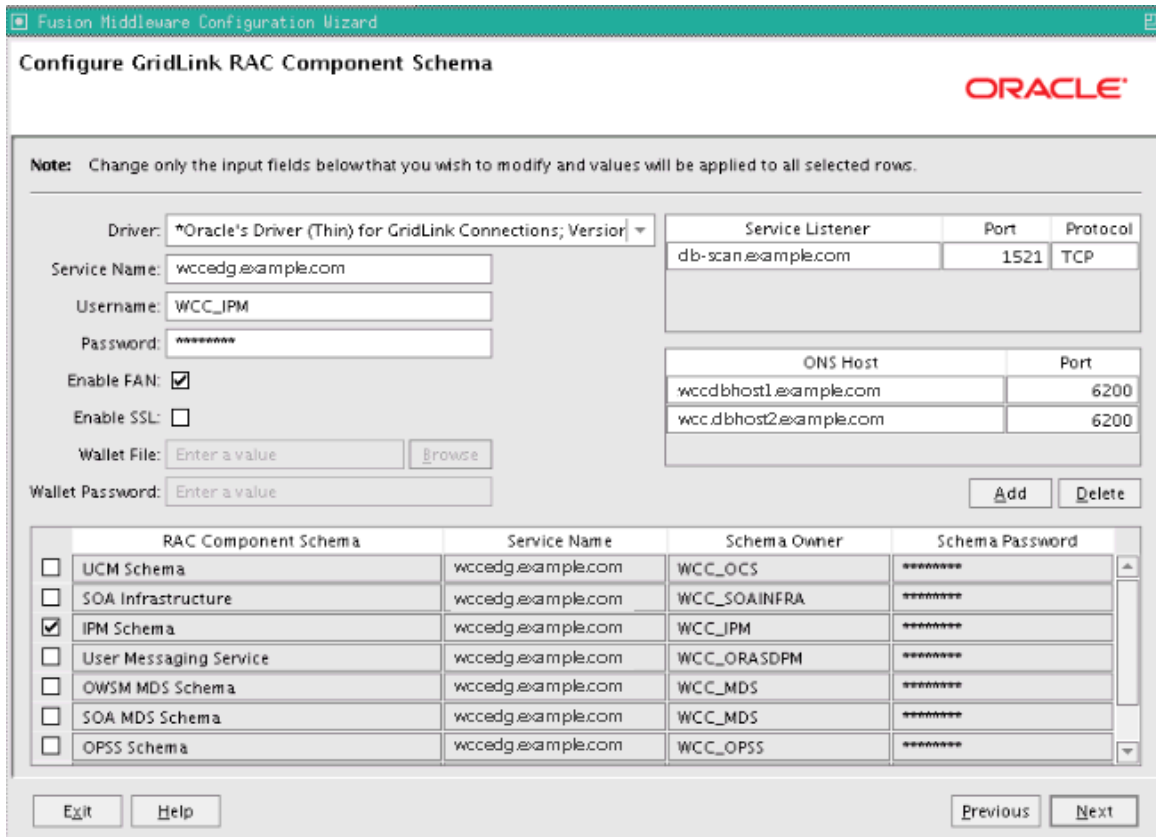 Fusion Middleware Configuration Wizard
Configure GridLink RAC Component Schema
ORACLE
Note: Change only the input fields below that you wish to modify and values will be applied to all selected rows.
Driver: *Oracle's Driver (Thin) for GridLink Connections; Version
Service Name: wccedg.example.com
Username: WCC_IPM
Password: ********
Enable FAN:
Enable SSL:
Wallet File: Enter a value Browse
Wallet Password: Enter a value
Service Listener Port Protocol
db-scan.example.com 1521 TCP
ONS Host Port
wccdbhost1.example.com 6200
wcc.dbhost2.example.com 6200
Add Delete
RAC Component Schema Service Name Schema Owner Schema Password
UCM Schema wccedg.example.com WCC_OCS ********
SOA Infrastructure wccedg.example.com WCC_SOAINFRA ********
IPM Schema wccedg.example.com WCC_IPM ********
User Messaging Service wccedg.example.com WCC_ORASDPM ********
OWSM MDS Schema wccedg.example.com WCC_MDS ********
SOA MDS Schema wccedg.example.com WCC_MDS ********
OPSS Schema wccedg.example.com WCC_OPSS ********
Exit Help Previous Next